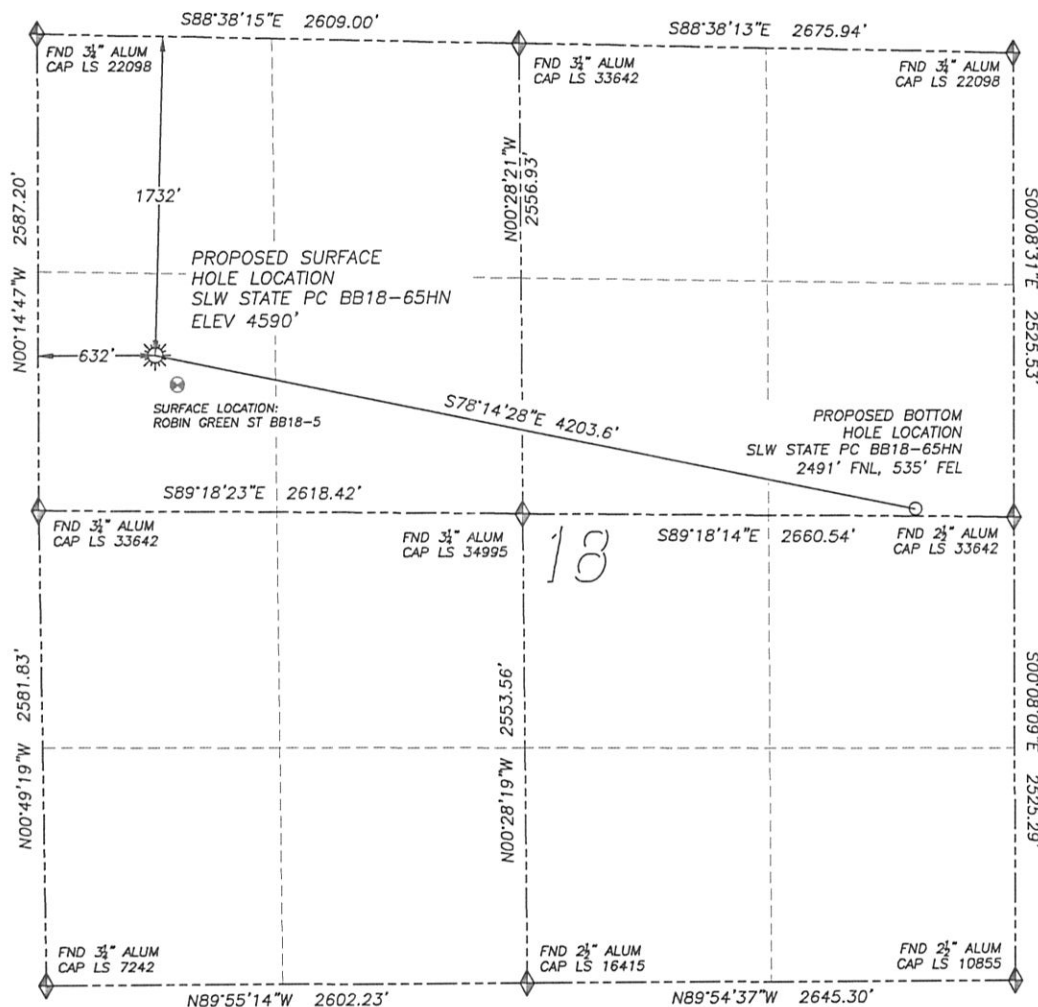 S88°38'15"E 2609.00'
S88°38'13"E 2675.94'
FND 3¼" ALUM
CAP LS 22098
FND 3¼" ALUM
CAP LS 33642
FND 3¼" ALUM
CAP LS 22098
N00°14'47"W 2587.20'
1732'
N00°28'21"W
2556.93'
S00°08'31"E 2525.53'
PROPOSED SURFACE
HOLE LOCATION
SLW STATE PC BB18-65HN
ELEV 4590'
632'
SURFACE LOCATION:
ROBIN GREEN ST BB18-5
S78°14'28"E 4203.6'
PROPOSED BOTTOM
HOLE LOCATION
SLW STATE PC BB18-65HN
2491' FNL, 535' FEL
S89°18'23"E 2618.42'
FND 3¼" ALUM
CAP LS 33642
FND 3¼" ALUM
CAP LS 34995
18
S89°18'14"E 2660.54'
FND 2½" ALUM
CAP LS 33642
N00°49'19"W 2581.83'
N00°28'19"W 2553.56'
S00°08'09"E 2525.29'
FND 3¼" ALUM
CAP LS 7242
FND 2½" ALUM
CAP LS 16415
FND 2½" ALUM
CAP LS 10855
N89°55'14"W 2602.23'
N89°54'37"W 2645.30'